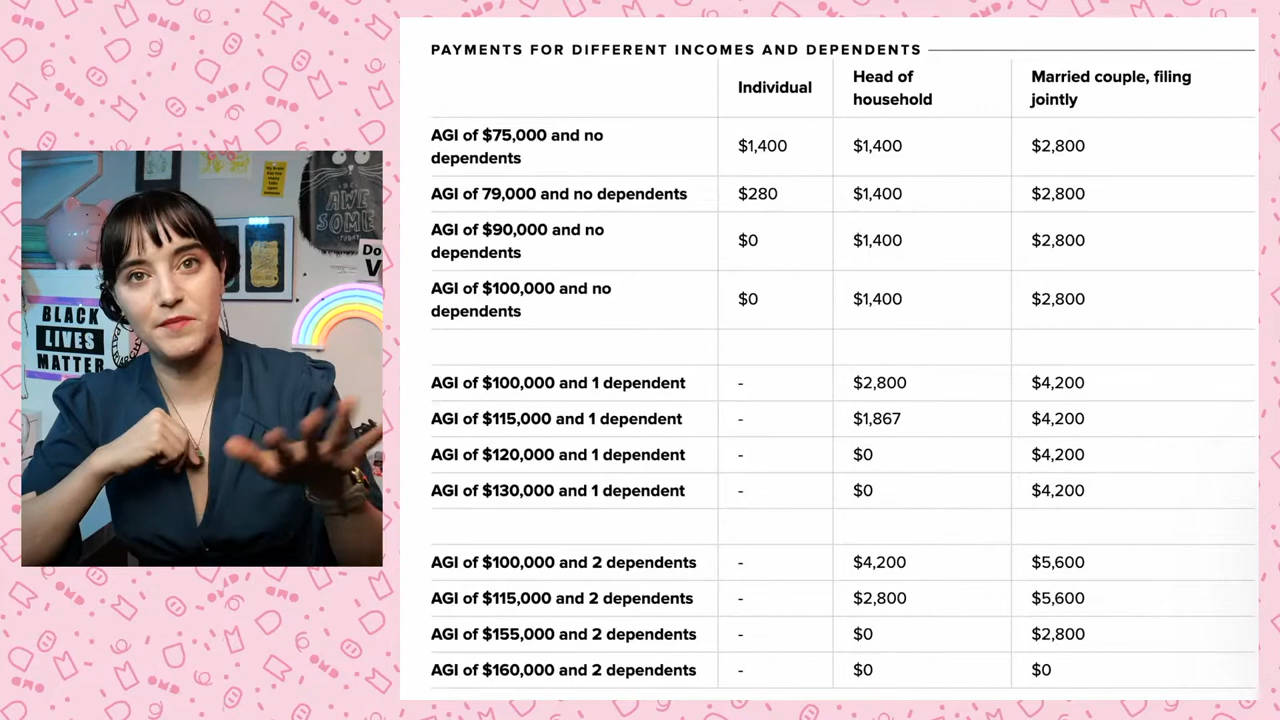 PAYMENTS FOR DIFFERENT INCOMES AND DEPENDENTS
Individual
Head of
household
Married couple, filing
jointly
AGI of $75,000 and no
dependents
$1,400 $1,400 $2,800
AGI of 79,000 and no dependents $280 $1,400 $2,800
AGI of $90,000 and no
dependents
$0 $1,400 $2,800
AGI of $100,000 and no
dependents
$0 $1,400 $2,800
AGI of $100,000 and 1 dependent - $2,800 $4,200
AGI of $115,000 and 1 dependent - $1,867 $4,200
AGI of $120,000 and 1 dependent - $0 $4,200
AGI of $130,000 and 1 dependent - $0 $4,200
AGI of $100,000 and 2 dependents - $4,200 $5,600
AGI of $115,000 and 2 dependents - $2,800 $5,600
AGI of $155,000 and 2 dependents - $0 $2,800
AGI of $160,000 and 2 dependents - $0 $0
AWE
SOME
Do
V
BLACK
LIVES
MATTER